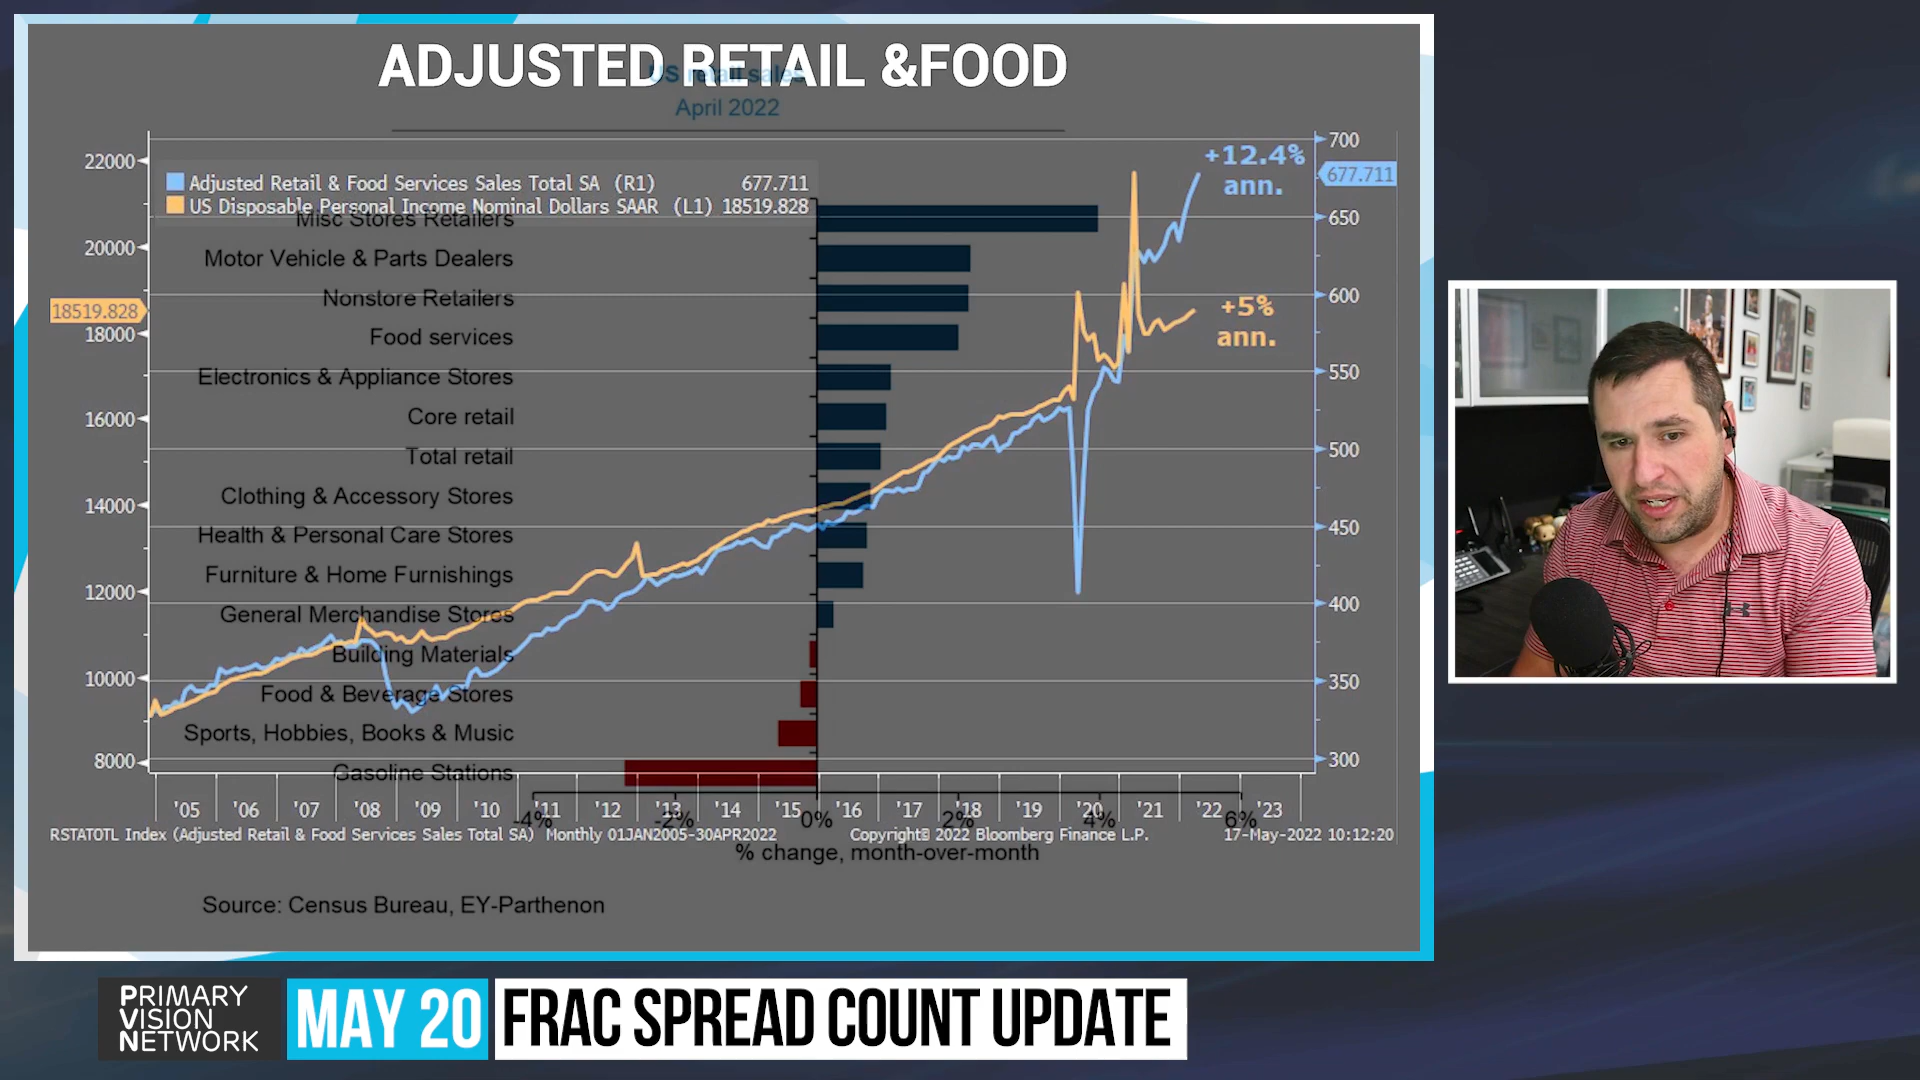 ADJUSTED RETAIL &FOOD
US retail sales
April 2022
Adjusted Retail & Food Services Sales Total SA (R1) 677.711
US Disposable Personal Income Nominal Dollars SAAR (L1) 18519.828
+12.4%
ann.
+5%
ann.
22000
20000
18519.828
18000
16000
14000
12000
10000
8000
700
677.711
650
600
550
500
450
400
350
300
Misc Stores Retailers
Motor Vehicle & Parts Dealers
Nonstore Retailers
Food services
Electronics & Appliance Stores
Core retail
Total retail
Clothing & Accessory Stores
Health & Personal Care Stores
Furniture & Home Furnishings
General Merchandise Stores
Building Materials
Food & Beverage Stores
Sports, Hobbies, Books & Music
Gasoline Stations
'05 '06 '07 '08 '09 '10 '11 '12 '13 '14 '15 '16 '17 '18 '19 '20 '21 '22 '23
-4% -2% 0% 2% 4% 6%
RSTATOTL Index (Adjusted Retail & Food Services Sales Total SA) Monthly 01JAN2005-30APR2022 Copyright© 2022 Bloomberg Finance L.P. 17-May-2022 10:12:20
% change, month-over-month
Source: Census Bureau, EY-Parthenon
PRIMARY
VISION
NETWORK
MAY 20
FRAC SPREAD COUNT UPDATE